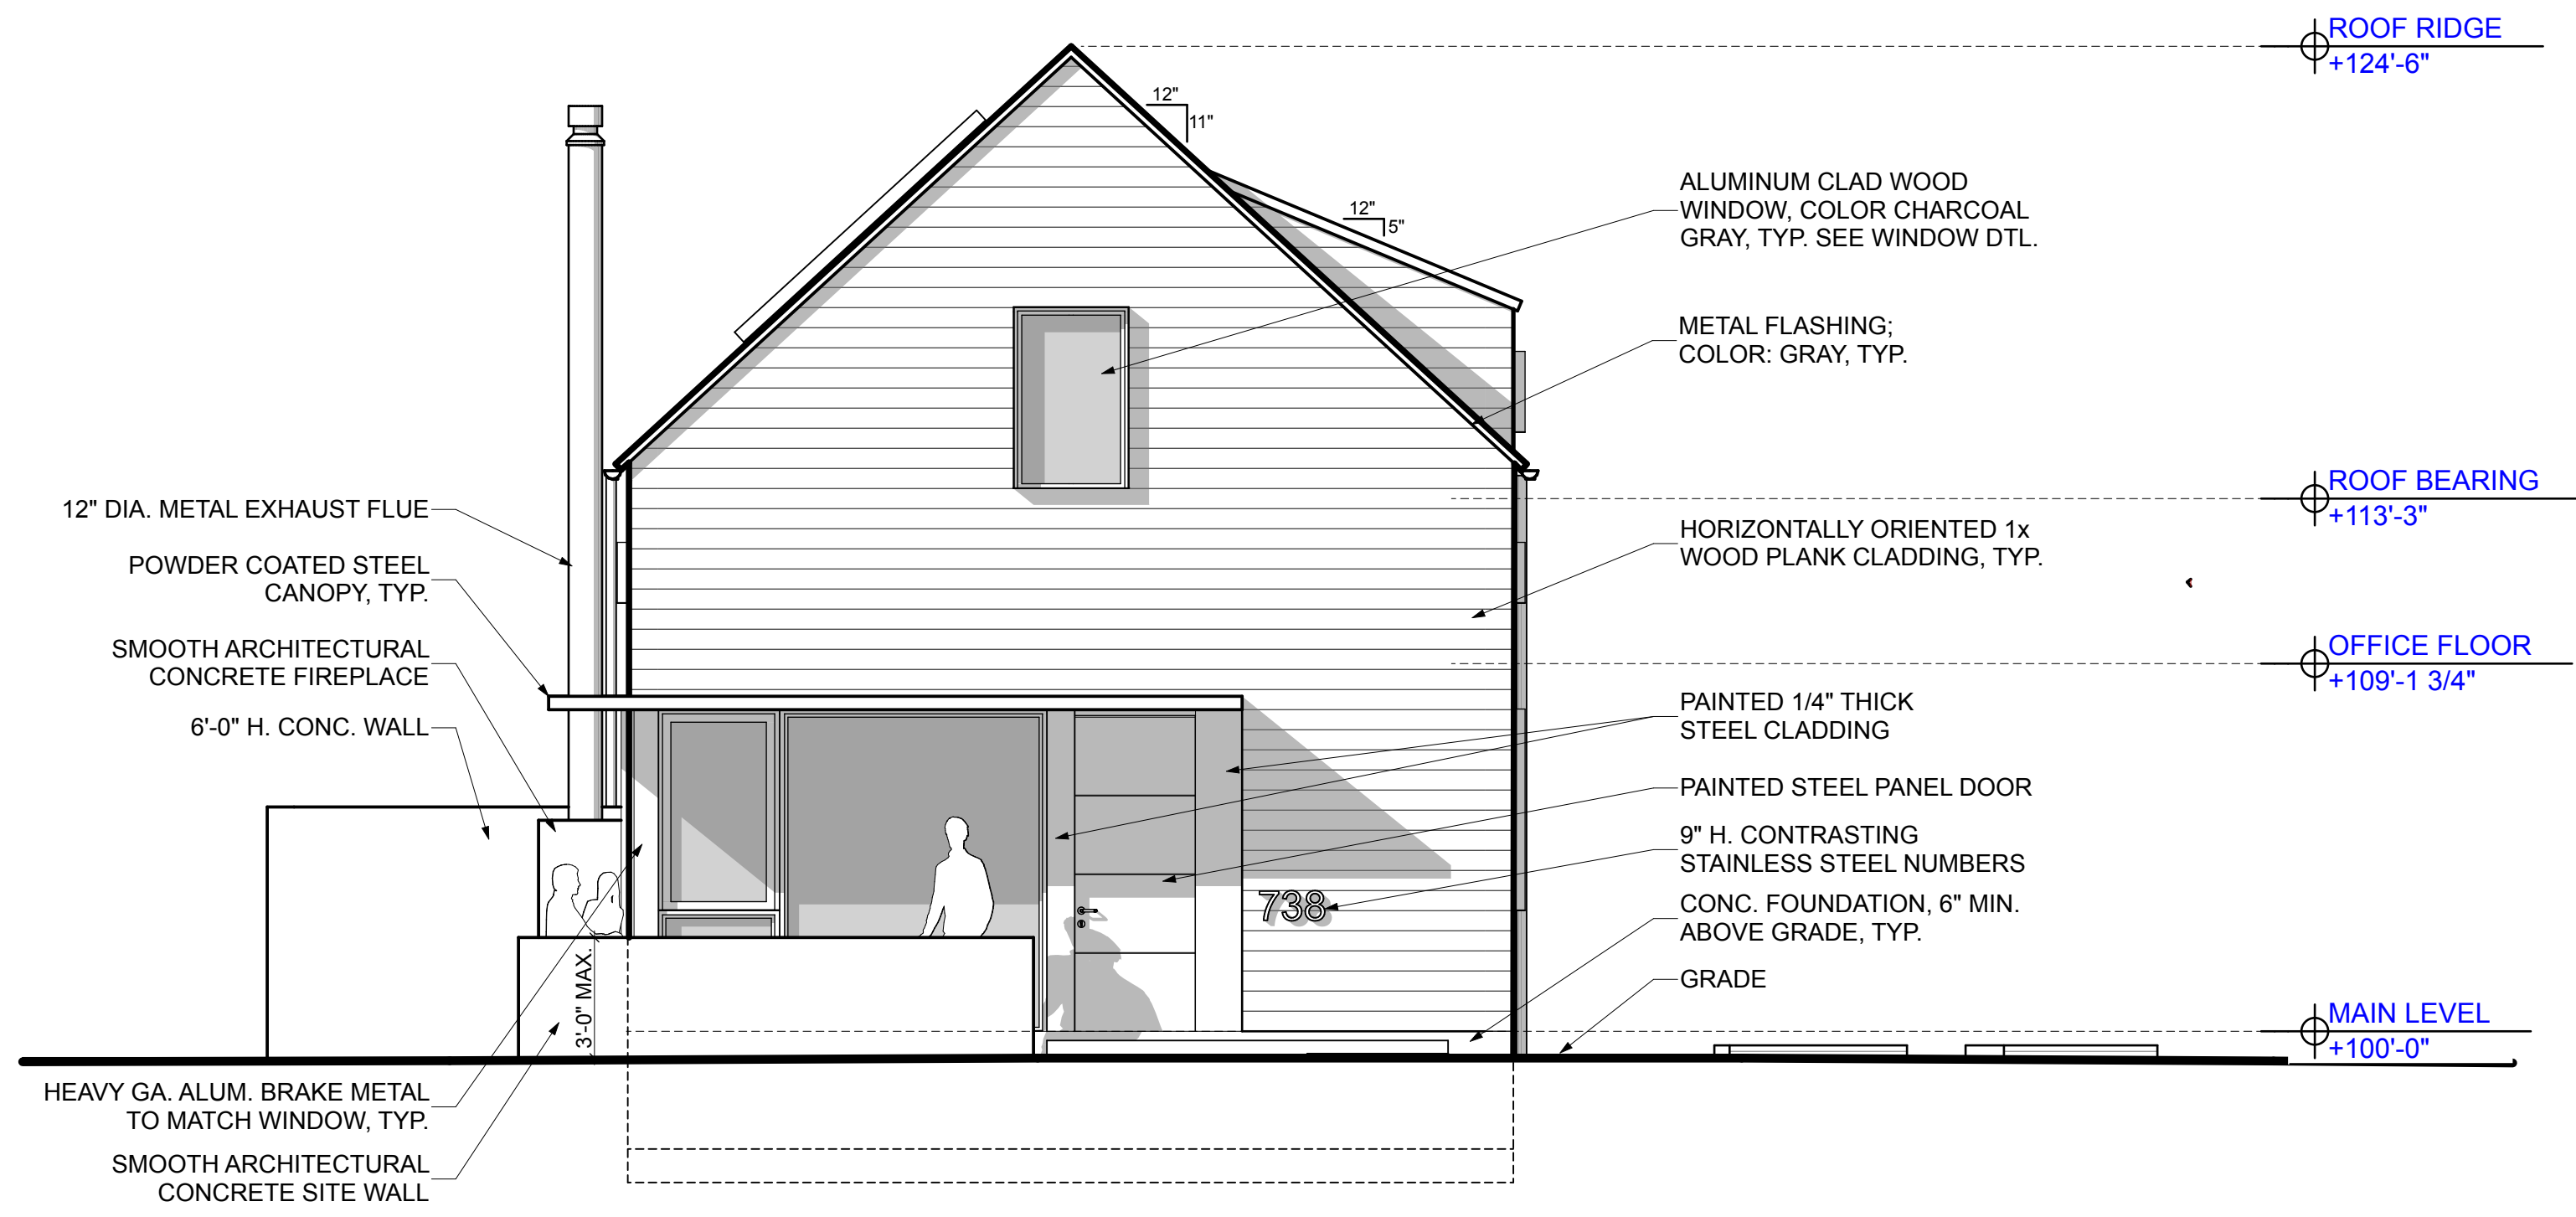 ROOF RIDGE
+124'-6"
12"
11"
12"
5"
ALUMINUM CLAD WOOD
WINDOW, COLOR CHARCOAL
GRAY, TYP. SEE WINDOW DTL.
METAL FLASHING;
COLOR: GRAY, TYP.
ROOF BEARING
+113'-3"
HORIZONTALLY ORIENTED 1x
WOOD PLANK CLADDING, TYP.
OFFICE FLOOR
+109'-1 3/4"
PAINTED 1/4" THICK
STEEL CLADDING
PAINTED STEEL PANEL DOOR
9" H. CONTRASTING
STAINLESS STEEL NUMBERS
CONC. FOUNDATION, 6" MIN.
ABOVE GRADE, TYP.
GRADE
MAIN LEVEL
+100'-0"
12" DIA. METAL EXHAUST FLUE
POWDER COATED STEEL
CANOPY, TYP.
SMOOTH ARCHITECTURAL
CONCRETE FIREPLACE
6'-0" H. CONC. WALL
738
3'-0" MAX.
HEAVY GA. ALUM. BRAKE METAL
TO MATCH WINDOW, TYP.
SMOOTH ARCHITECTURAL
CONCRETE SITE WALL